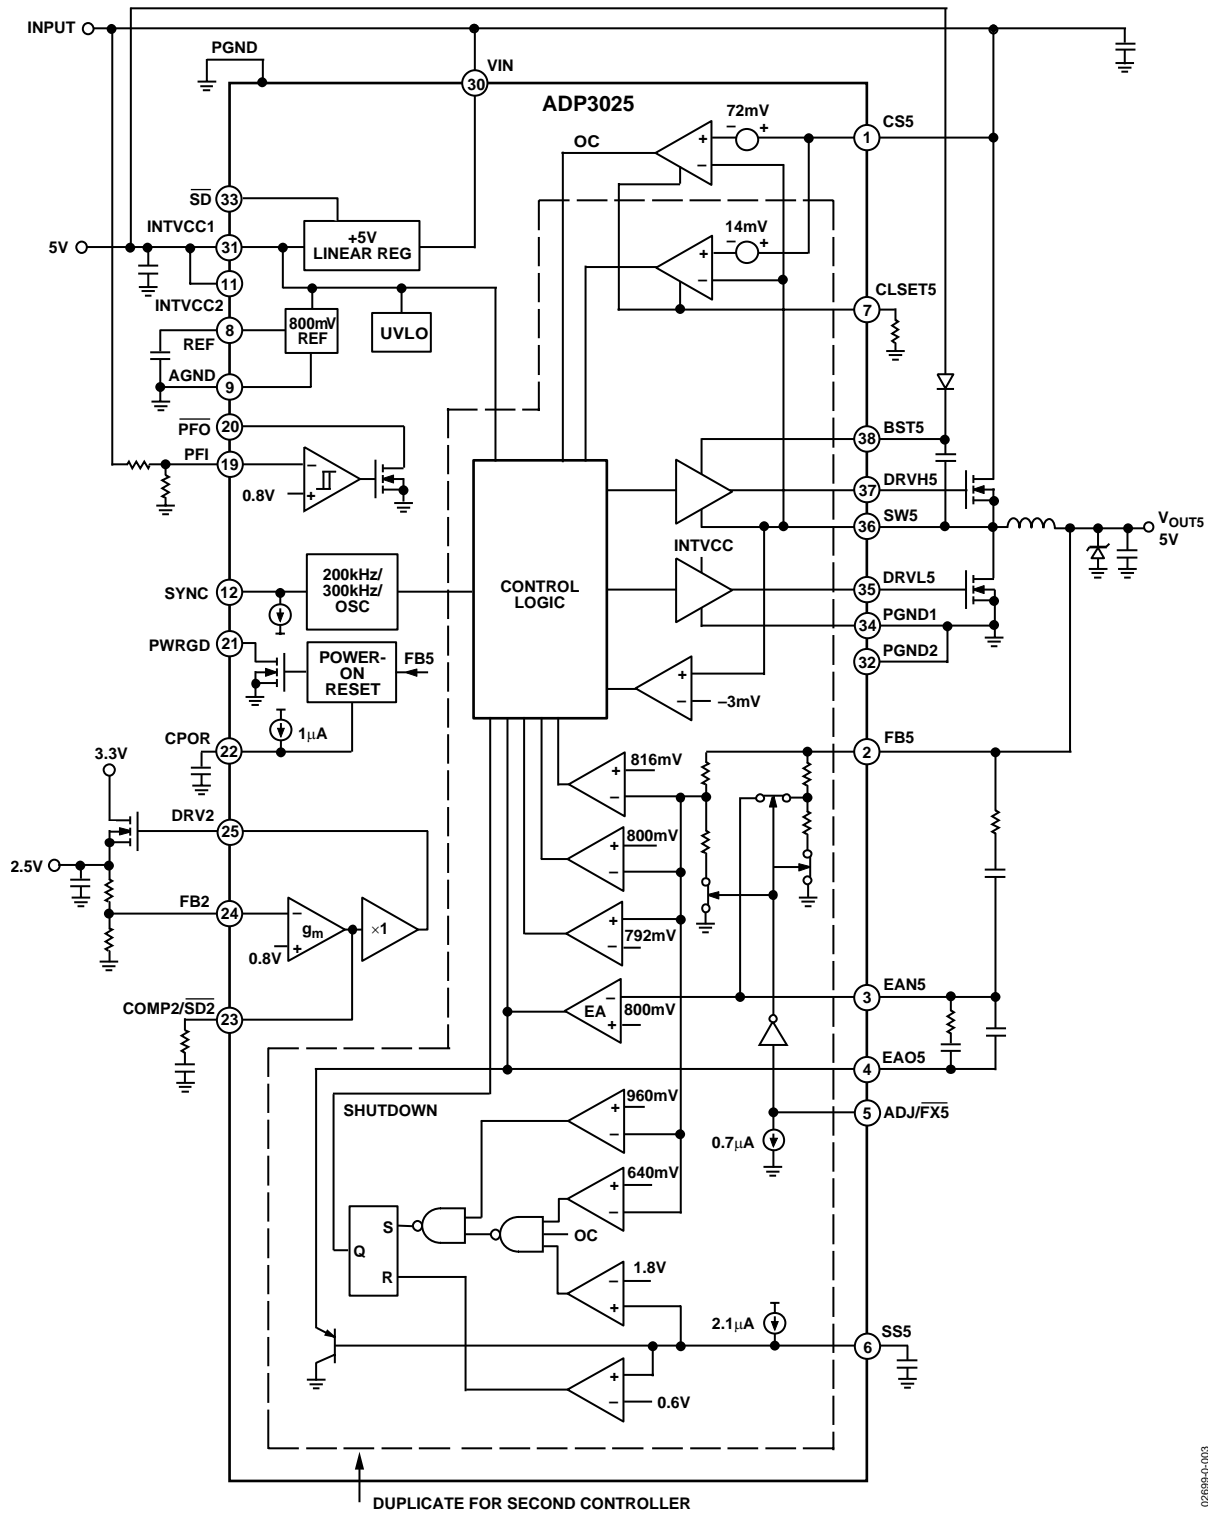 INPUT
PGND
VIN
30
ADP3025
72mV
– +
CS5
1
OC
+
–
SD
33
INTVCC1
5V
31
+5V
LINEAR REG
14mV
– +
+
–
11
INTVCC2
CLSET5
7
8
REF
800mV
REF
UVLO
AGND
9
20
PFO
BST5
38
PFI
19
–
+
0.8V
DRVH5
37
SW5
36
VOUT5
5V
INTVCC
SYNC
12
200kHz/
300kHz/
OSC
CONTROL
LOGIC
DRVL5
35
PGND1
34
PGND2
32
PWRGD
21
POWER-
ON
RESET
FB5
+
–
–3mV
CPOR
22
1μA
FB5
2
3.3V
816mV
+
–
DRV2
25
800mV
+
–
2.5V
FB2
24
–
gm
+
0.8V
×1
+
–
792mV
COMP2/SD2
23
EAN5
3
EA
–
+
800mV
EAO5
4
SHUTDOWN
960mV
+
–
ADJ/FX5
5
0.7μA
640mV
+
–
S
Q
R
OC
1.8V
–
+
2.1μA
SS5
6
+
–
0.6V
DUPLICATE FOR SECOND CONTROLLER
02699-0-003